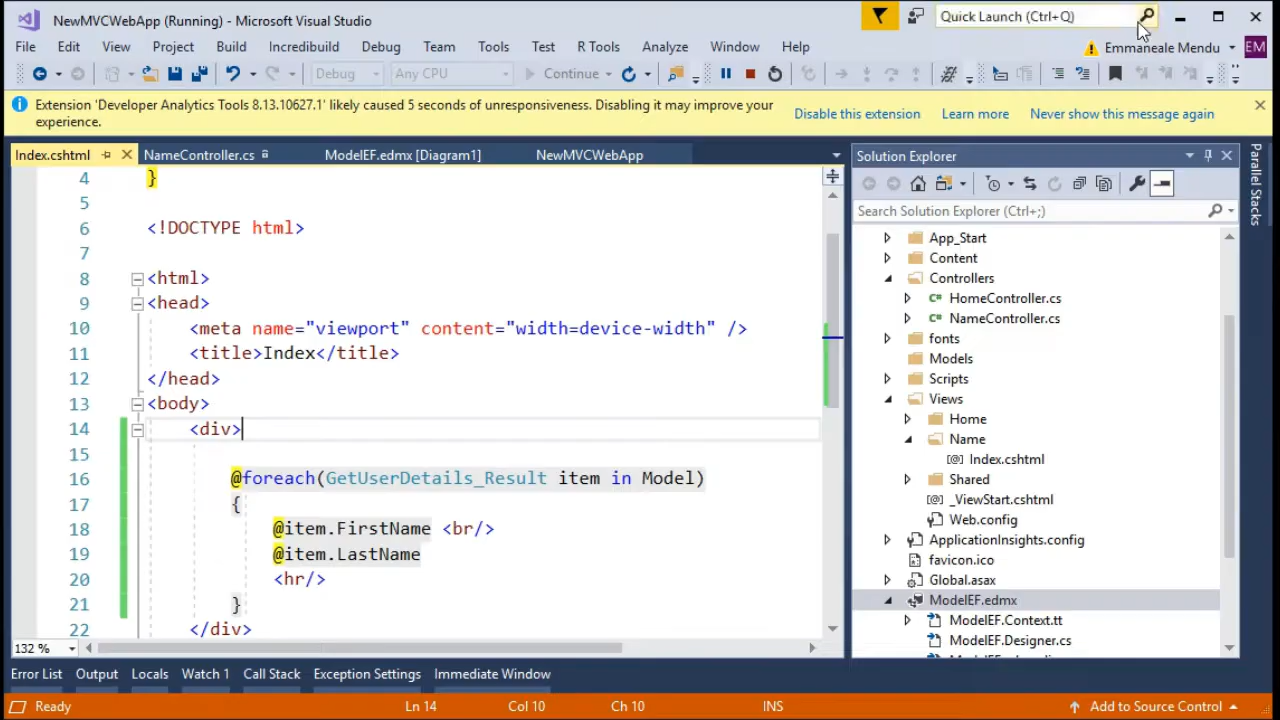 NewMVCWebApp (Running) - Microsoft Visual Studio
Quick Launch (Ctrl+Q)
File Edit View Project Build Incredibuild Debug Team Tools Test R Tools Analyze Window Help
Emmaneale Mendu EM
Debug Any CPU Continue
Extension 'Developer Analytics Tools 8.13.10627.1' likely caused 5 seconds of unresponsiveness. Disabling it may improve your
experience.
Disable this extension Learn more Never show this message again
Index.cshtml NameController.cs ModelEF.edmx [Diagram1] NewMVCWebApp
4 }
5
6 <!DOCTYPE html>
7
8 <html>
9 <head>
10 <meta name="viewport" content="width=device-width" />
11 <title>Index</title>
12 </head>
13 <body>
14 <div>
15
16 @foreach(GetUserDetails_Result item in Model)
17 {
18 @item.FirstName <br/>
19 @item.LastName
20 <hr/>
21 }
22 </div>
132 %
Solution Explorer
Search Solution Explorer (Ctrl+;)
App_Start
Content
Controllers
C# HomeController.cs
C# NameController.cs
fonts
Models
Scripts
Views
Home
Name
[@] Index.cshtml
Shared
[@] _ViewStart.cshtml
Web.config
ApplicationInsights.config
favicon.ico
Global.asax
ModelEF.edmx
ModelEF.Context.tt
ModelEF.Designer.cs
Parallel Stacks
Error List Output Locals Watch 1 Call Stack Exception Settings Immediate Window
Ready Ln 14 Col 10 Ch 10 INS Add to Source Control